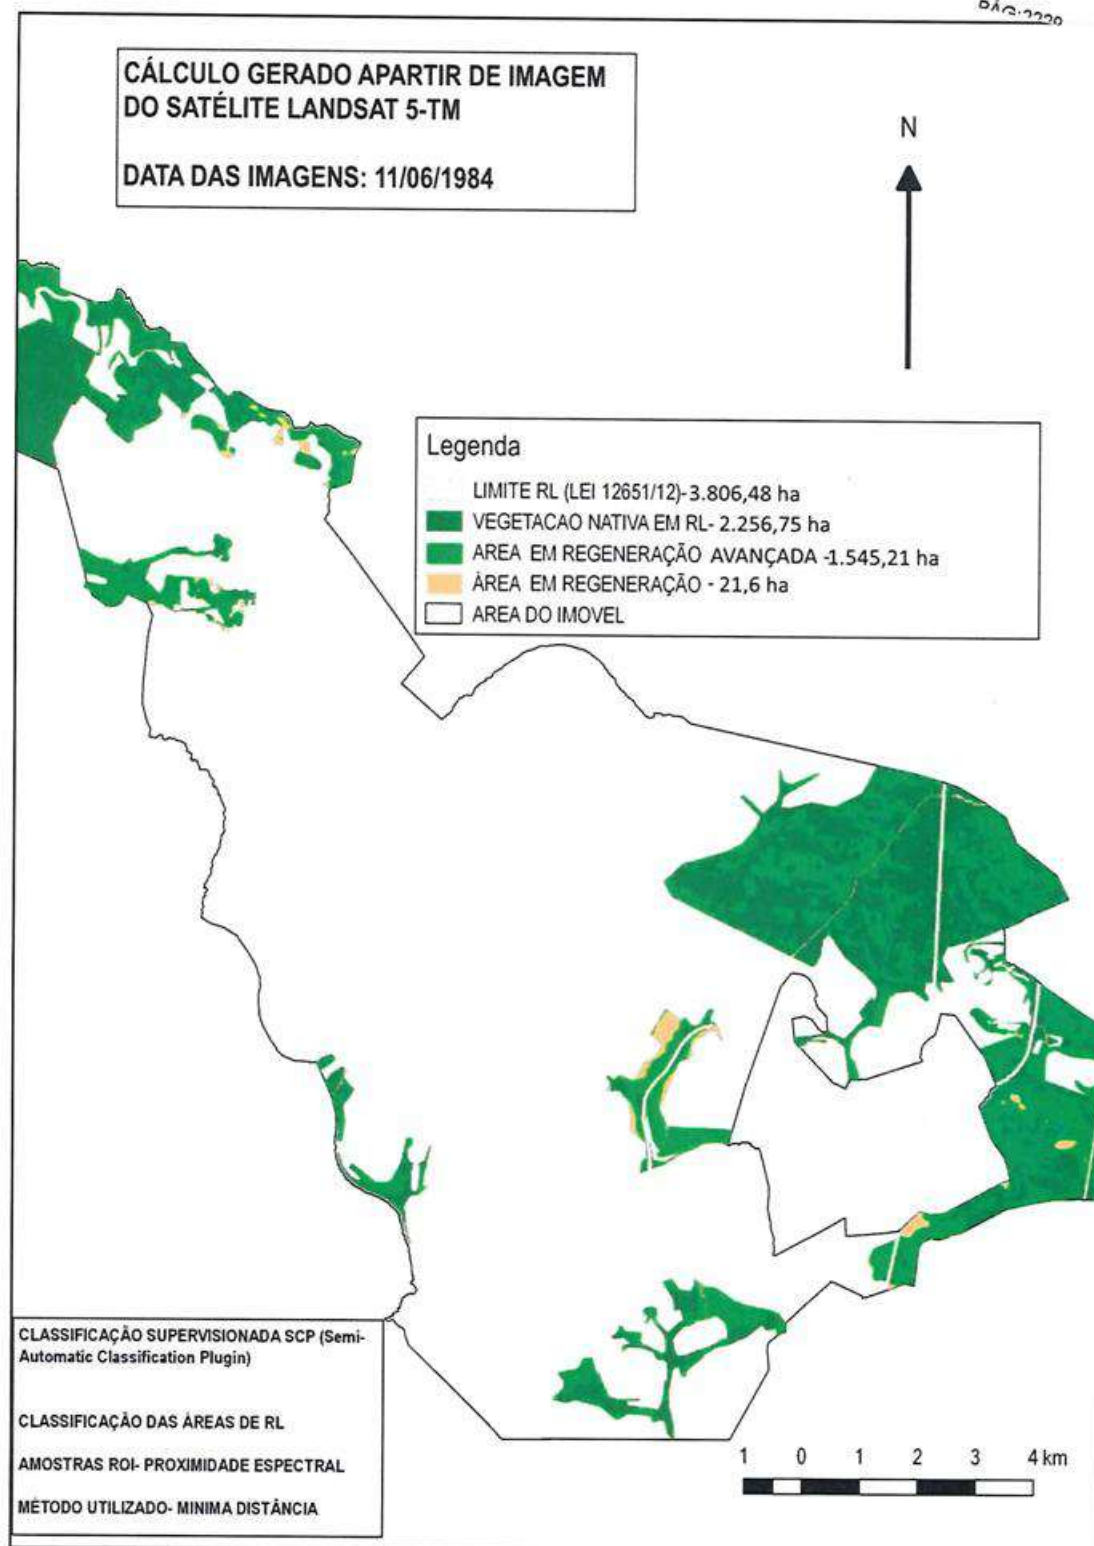 CÁLCULO GERADO APARTIR DE IMAGEM
DO SATÉLITE LANDSAT 5-TM
DATA DAS IMAGENS: 11/06/1984
N
Legenda
LIMITE RL (LEI 12651/12)-3.806,48 ha
VEGETACAO NATIVA EM RL- 2.256,75 ha
AREA EM REGENERAÇÃO AVANÇADA -1.545,21 ha
ÁREA EM REGENERAÇÃO - 21,6 ha
AREA DO IMOVEL
CLASSIFICAÇÃO SUPERVISIONADA SCP (Semi-
Automatic Classification Plugin)
CLASSIFICAÇÃO DAS ÁREAS DE RL
AMOSTRAS ROI- PROXIMIDADE ESPECTRAL
MÉTODO UTILIZADO- MINIMA DISTÂNCIA
1 0 1 2 3 4 km